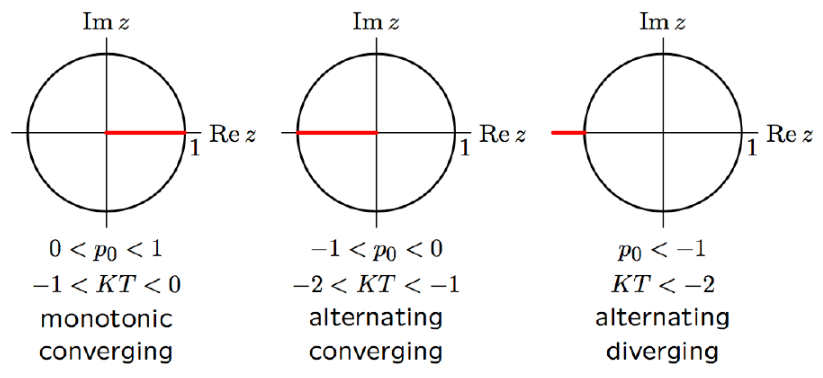 Im z
Im z
Im z
Re z
Re z
Re z
1
1
1
0 < p₀ < 1
−1 < p₀ < 0
p₀ < −1
−1 < KT < 0
−2 < KT < −1
KT < −2
monotonic
alternating
alternating
converging
converging
diverging